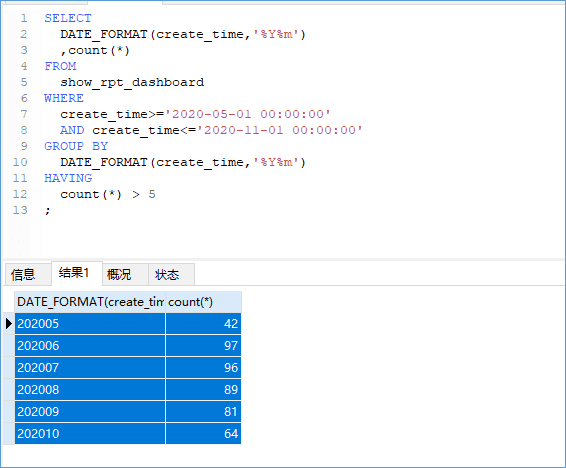 1 SELECT
2 DATE_FORMAT(create_time,'%Y%m')
3 ,count(*)
4 FROM
5 show_rpt_dashboard
6 WHERE
7 create_time>='2020-05-01 00:00:00'
8 AND create_time<='2020-11-01 00:00:00'
9 GROUP BY
10 DATE_FORMAT(create_time,'%Y%m')
11 HAVING
12 count(*) > 5
13 ;
信息 结果1 概况 状态
DATE_FORMAT(create_tim count(*)
202005 42
202006 97
202007 96
202008 89
202009 81
202010 64